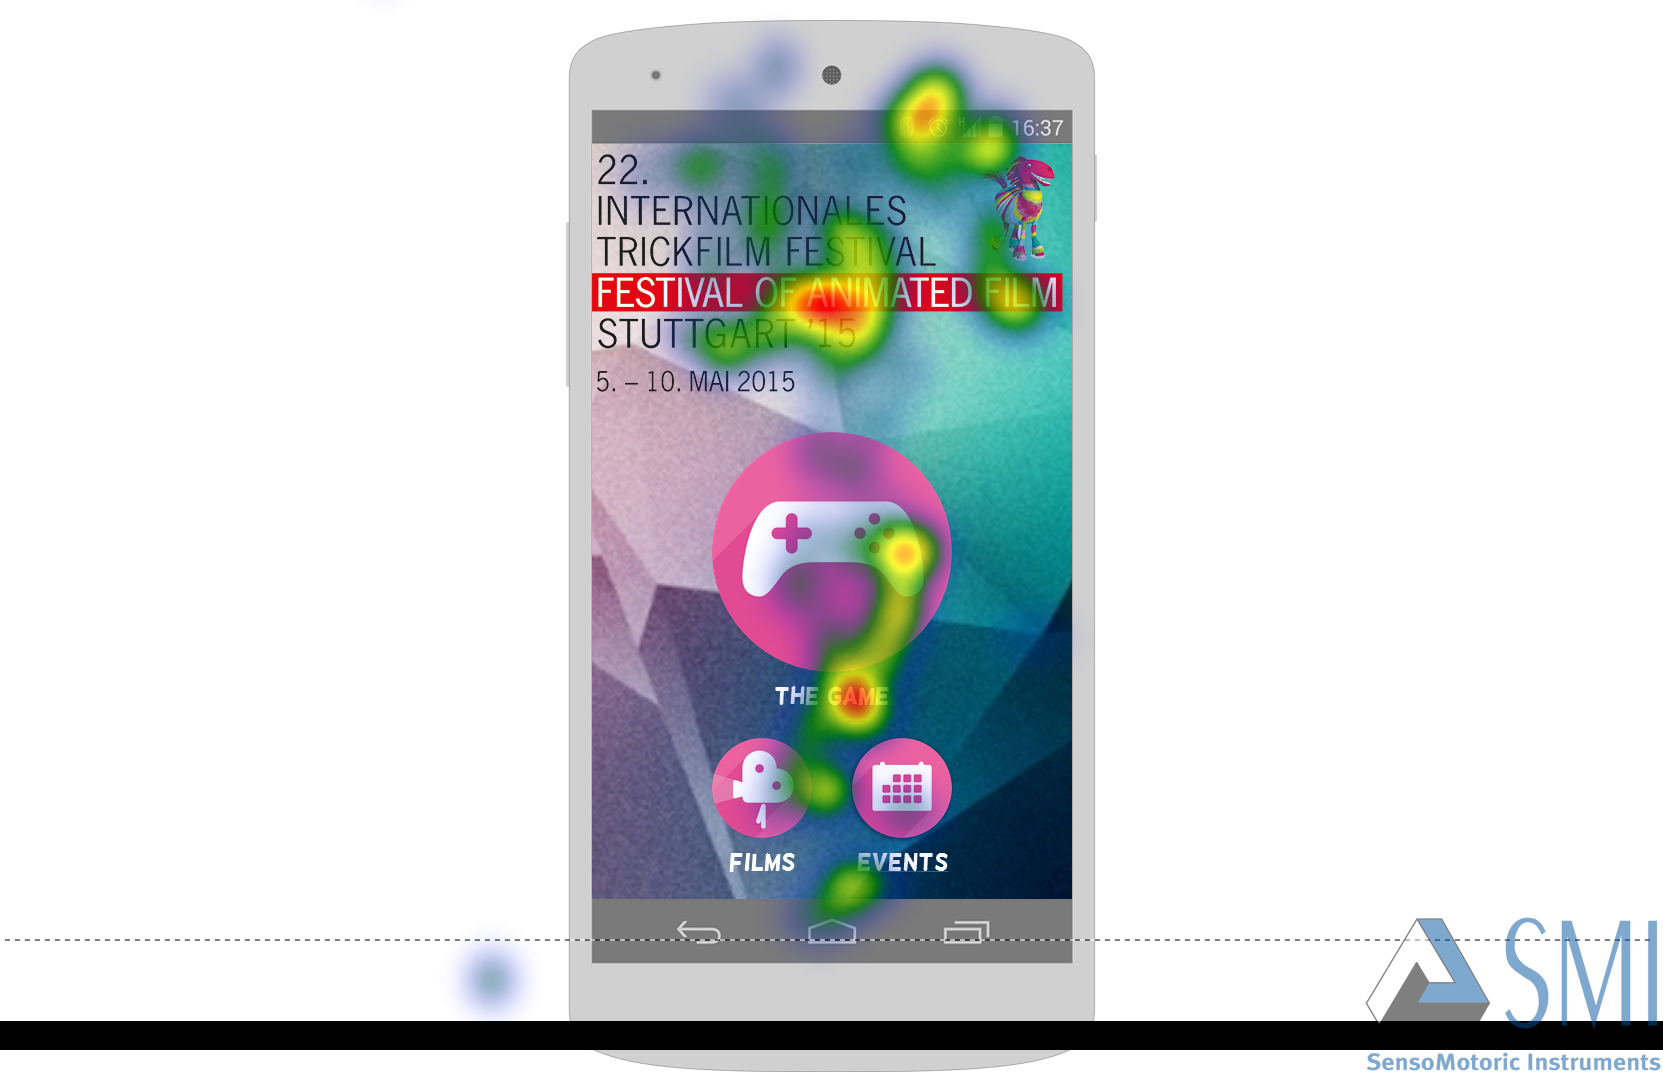 16:37
22.
INTERNATIONALES
TRICKFILM FESTIVAL
FESTIVAL OF ANIMATED FILM
STUTTGART '15
5. – 10. MAI 2015
THE GAME
FILMS
EVENTS
SMI
SensoMotoric Instruments